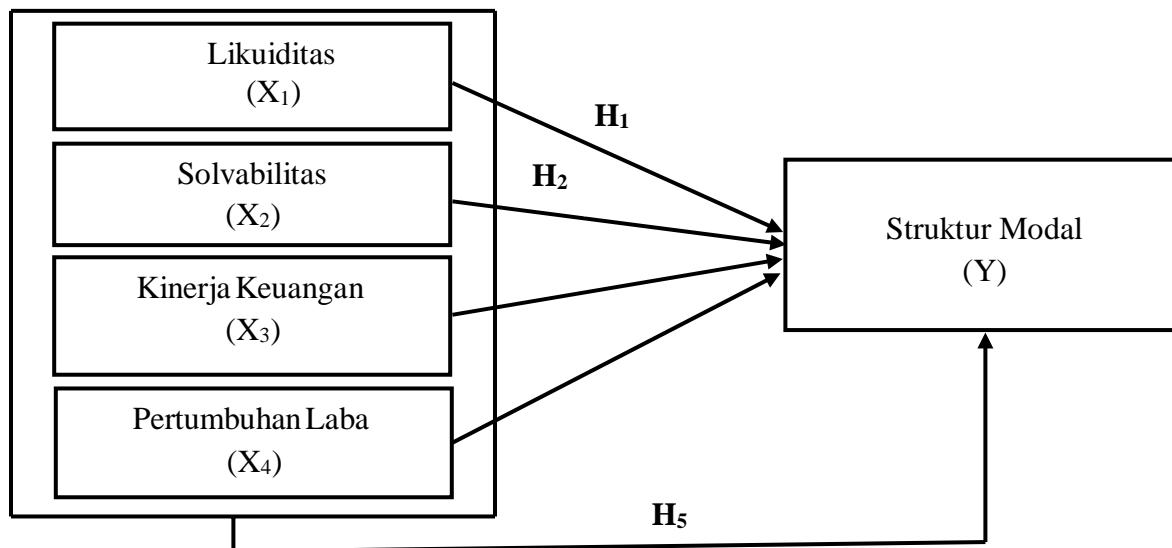 Likuiditas
(X₁)
H₁
Solvabilitas
(X₂)
H₂
Struktur Modal
(Y)
Kinerja Keuangan
(X₃)
Pertumbuhan Laba
(X₄)
H₅